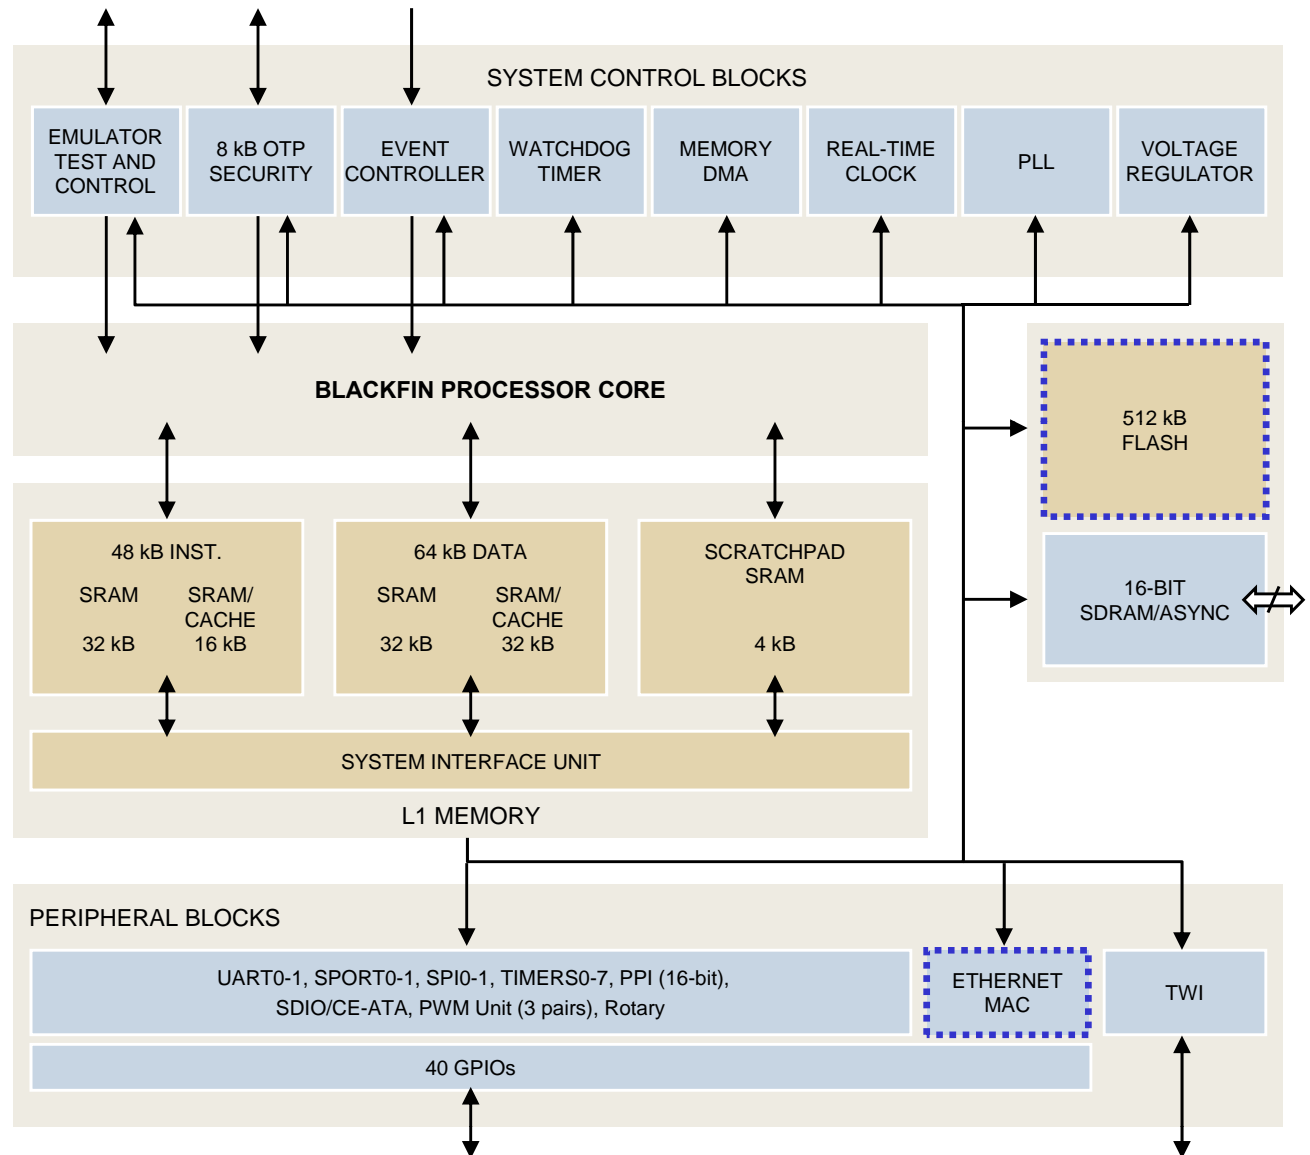 SYSTEM CONTROL BLOCKS
EMULATOR
TEST AND
CONTROL
8 kB OTP
SECURITY
EVENT
CONTROLLER
WATCHDOG
TIMER
MEMORY
DMA
REAL-TIME
CLOCK
PLL
VOLTAGE
REGULATOR
BLACKFIN PROCESSOR CORE
512 kB
FLASH
16-BIT
SDRAM/ASYNC
48 kB INST.
SRAM
32 kB
SRAM/
CACHE
16 kB
64 kB DATA
SRAM
32 kB
SRAM/
CACHE
32 kB
SCRATCHPAD
SRAM
4 kB
SYSTEM INTERFACE UNIT
L1 MEMORY
PERIPHERAL BLOCKS
UART0-1, SPORT0-1, SPI0-1, TIMERS0-7, PPI (16-bit),
SDIO/CE-ATA, PWM Unit (3 pairs), Rotary
ETHERNET
MAC
TWI
40 GPIOs